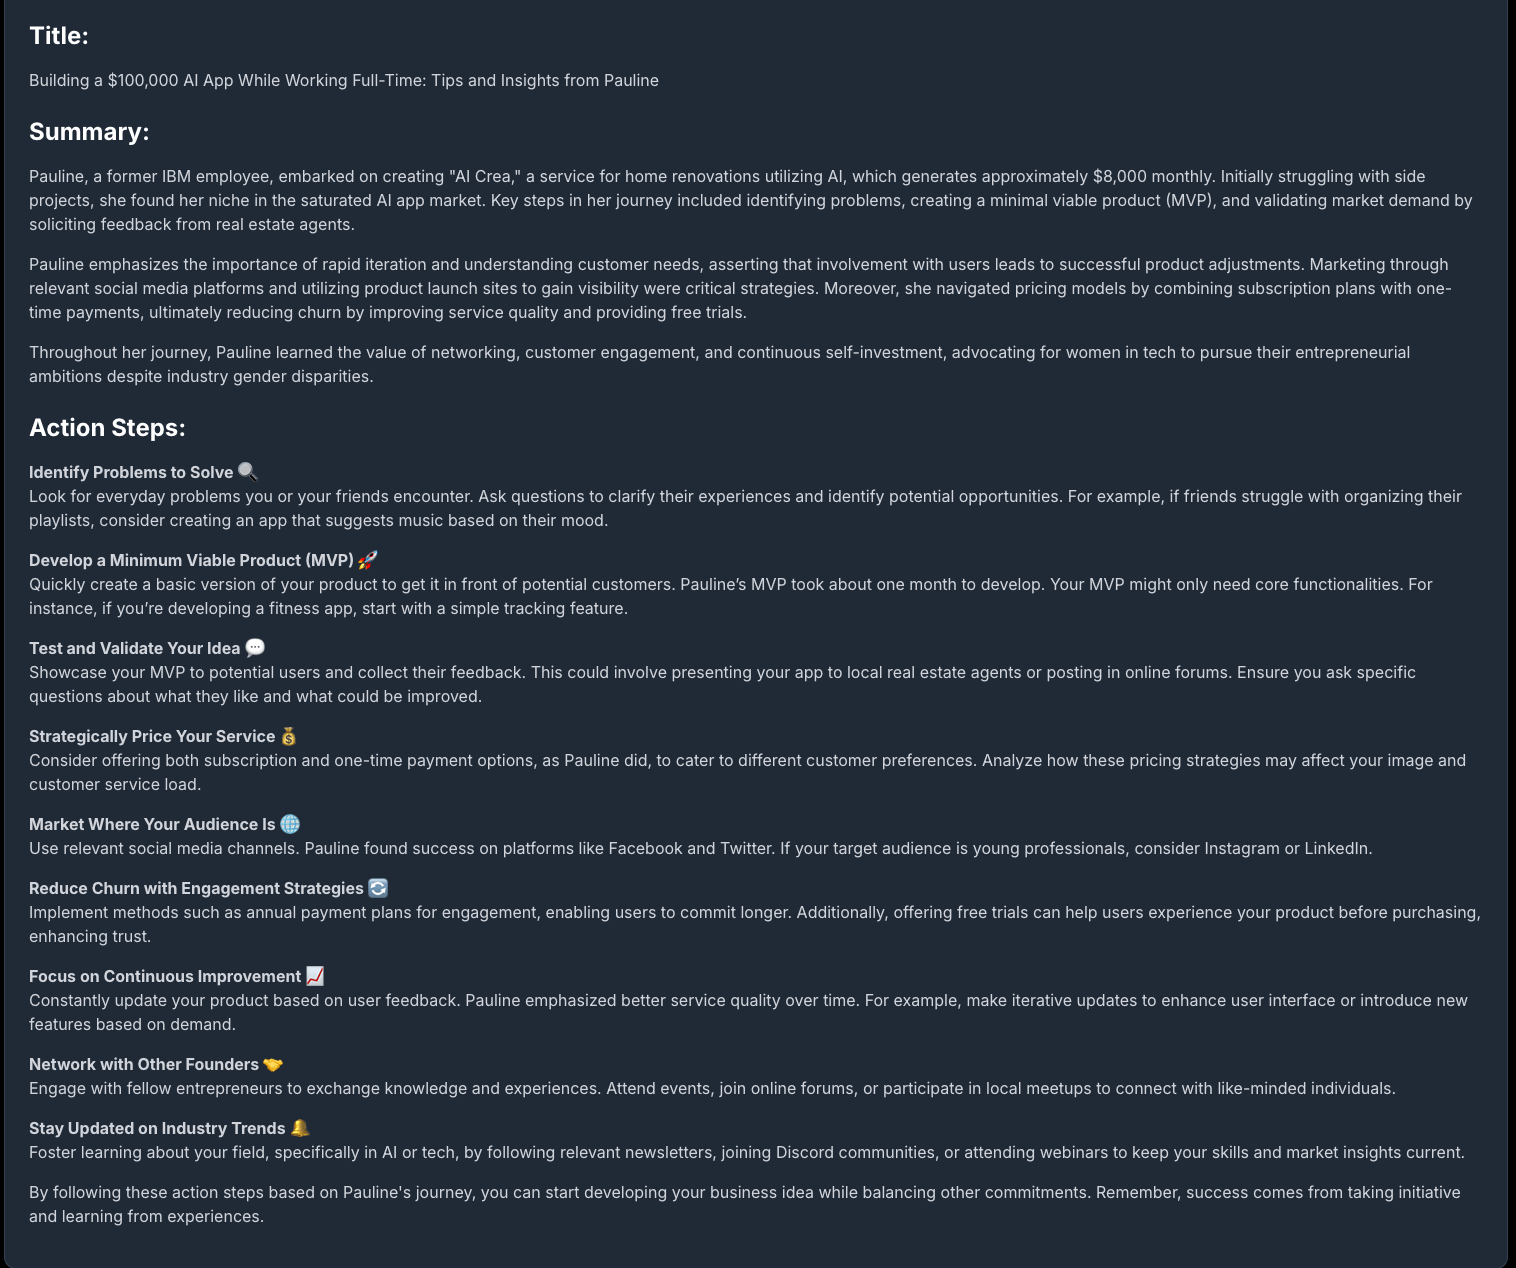 Title:
Building a $100,000 AI App While Working Full-Time: Tips and Insights from Pauline
Summary:
Pauline, a former IBM employee, embarked on creating "AI Crea," a service for home renovations utilizing AI, which generates approximately $8,000 monthly. Initially struggling with side
projects, she found her niche in the saturated AI app market. Key steps in her journey included identifying problems, creating a minimal viable product (MVP), and validating market demand by
soliciting feedback from real estate agents.
Pauline emphasizes the importance of rapid iteration and understanding customer needs, asserting that involvement with users leads to successful product adjustments. Marketing through
relevant social media platforms and utilizing product launch sites to gain visibility were critical strategies. Moreover, she navigated pricing models by combining subscription plans with one-
time payments, ultimately reducing churn by improving service quality and providing free trials.
Throughout her journey, Pauline learned the value of networking, customer engagement, and continuous self-investment, advocating for women in tech to pursue their entrepreneurial
ambitions despite industry gender disparities.
Action Steps:
Identify Problems to Solve 🔍
Look for everyday problems you or your friends encounter. Ask questions to clarify their experiences and identify potential opportunities. For example, if friends struggle with organizing their
playlists, consider creating an app that suggests music based on their mood.
Develop a Minimum Viable Product (MVP) 🚀
Quickly create a basic version of your product to get it in front of potential customers. Pauline’s MVP took about one month to develop. Your MVP might only need core functionalities. For
instance, if you’re developing a fitness app, start with a simple tracking feature.
Test and Validate Your Idea 💬
Showcase your MVP to potential users and collect their feedback. This could involve presenting your app to local real estate agents or posting in online forums. Ensure you ask specific
questions about what they like and what could be improved.
Strategically Price Your Service 💰
Consider offering both subscription and one-time payment options, as Pauline did, to cater to different customer preferences. Analyze how these pricing strategies may affect your image and
customer service load.
Market Where Your Audience Is 🌐
Use relevant social media channels. Pauline found success on platforms like Facebook and Twitter. If your target audience is young professionals, consider Instagram or LinkedIn.
Reduce Churn with Engagement Strategies 🔄
Implement methods such as annual payment plans for engagement, enabling users to commit longer. Additionally, offering free trials can help users experience your product before purchasing,
enhancing trust.
Focus on Continuous Improvement 📈
Constantly update your product based on user feedback. Pauline emphasized better service quality over time. For example, make iterative updates to enhance user interface or introduce new
features based on demand.
Network with Other Founders 🤝
Engage with fellow entrepreneurs to exchange knowledge and experiences. Attend events, join online forums, or participate in local meetups to connect with like-minded individuals.
Stay Updated on Industry Trends 🔔
Foster learning about your field, specifically in AI or tech, by following relevant newsletters, joining Discord communities, or attending webinars to keep your skills and market insights current.
By following these action steps based on Pauline's journey, you can start developing your business idea while balancing other commitments. Remember, success comes from taking initiative
and learning from experiences.